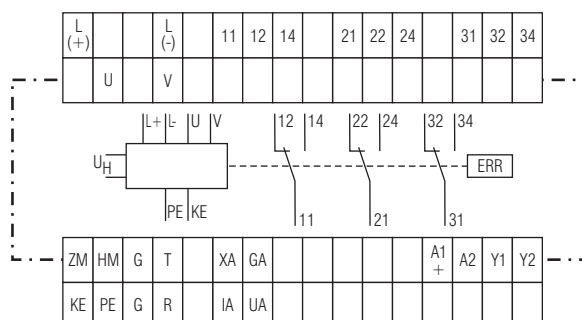 L (+) L (-) 11 12 14 21 22 24 31 32 34
U V
L+ L- U V 12 14 22 24 32 34
UH ERR
PE KE 11 21 31
ZM HM G T XA GA A1 + A2 Y1 Y2
KE PE G R IA UA